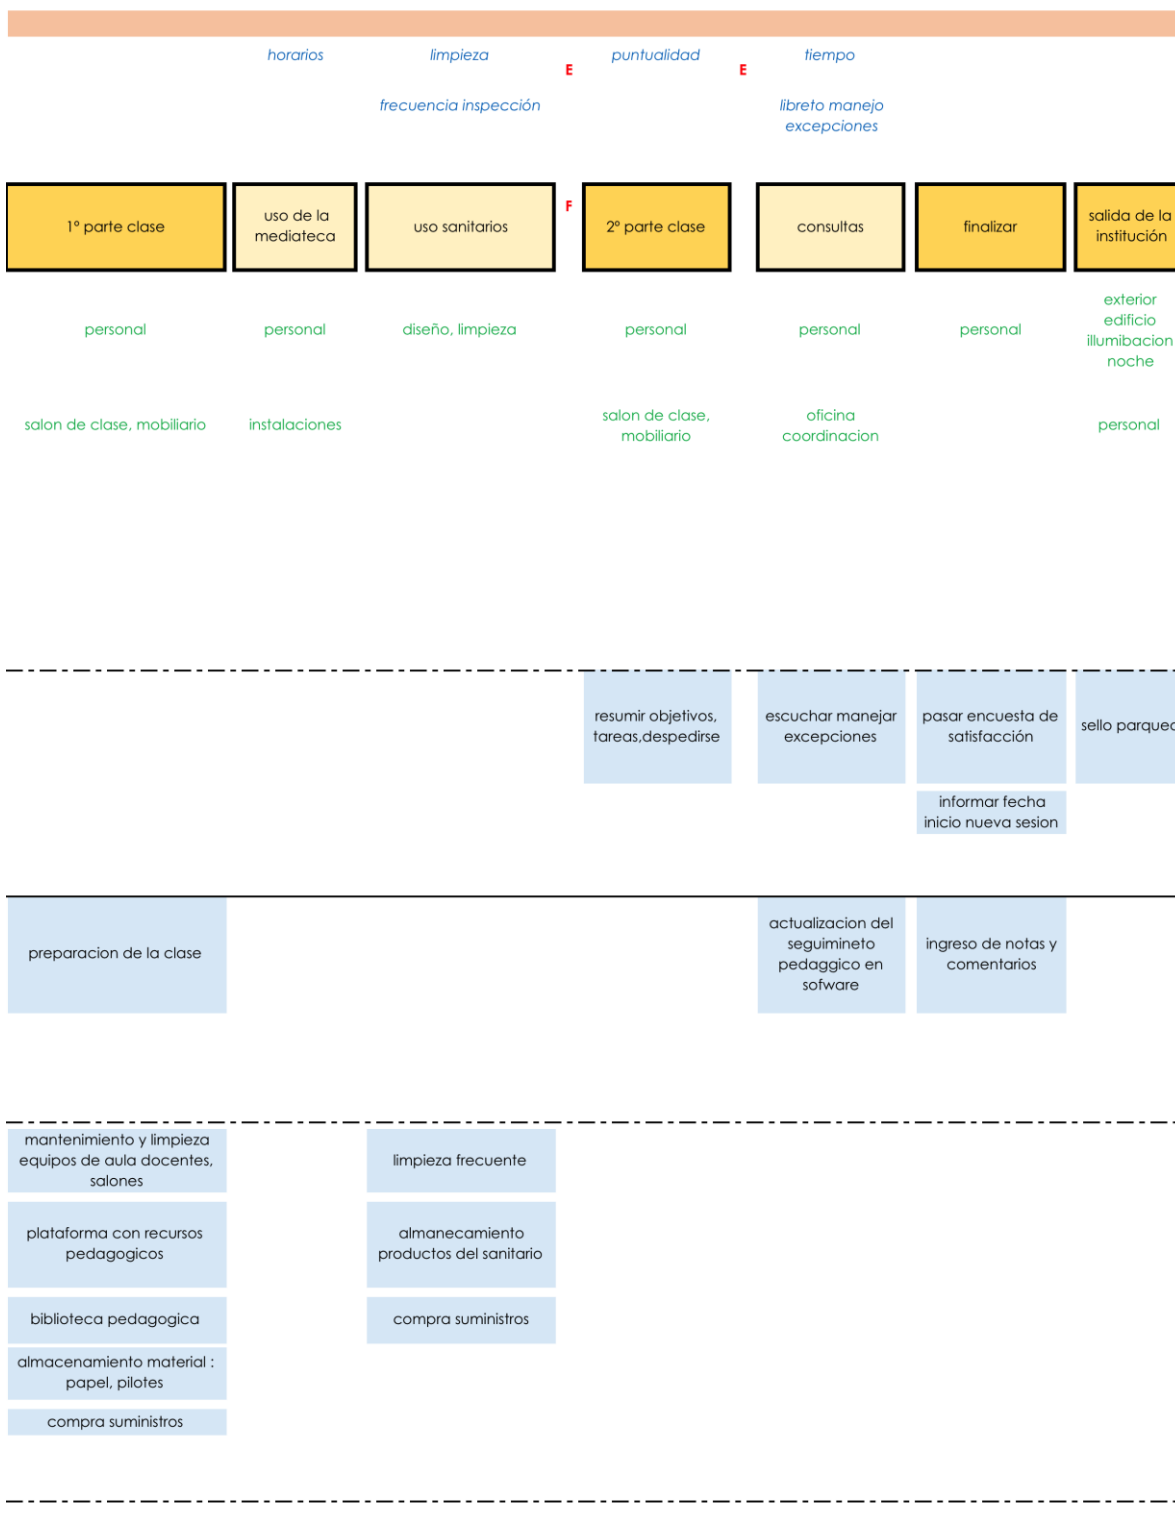 horarios
limpieza
E
puntualidad
E
tiempo
frecuencia inspección
libreto manejo
excepciones
1º parte clase
uso de la
mediateca
uso sanitarios
F
2º parte clase
consultas
finalizar
salida de la
institución
personal
personal
diseño, limpieza
personal
personal
personal
exterior
edificio
illumibacion
noche
salon de clase, mobiliario
instalaciones
salon de clase,
mobiliario
oficina
coordinacion
personal
resumir objetivos,
tareas,despedirse
escuchar manejar
excepciones
pasar encuesta de
satisfacción
sello parqueo
informar fecha
inicio nueva sesion
preparacion de la clase
actualizacion del
seguimineto
pedaggico en
sofware
ingreso de notas y
comentarios
mantenimiento y limpieza
equipos de aula docentes,
salones
limpieza frecuente
plataforma con recursos
pedagogicos
almanecamiento
productos del sanitario
biblioteca pedagogica
compra suministros
almacenamiento material :
papel, pilotes
compra suministros